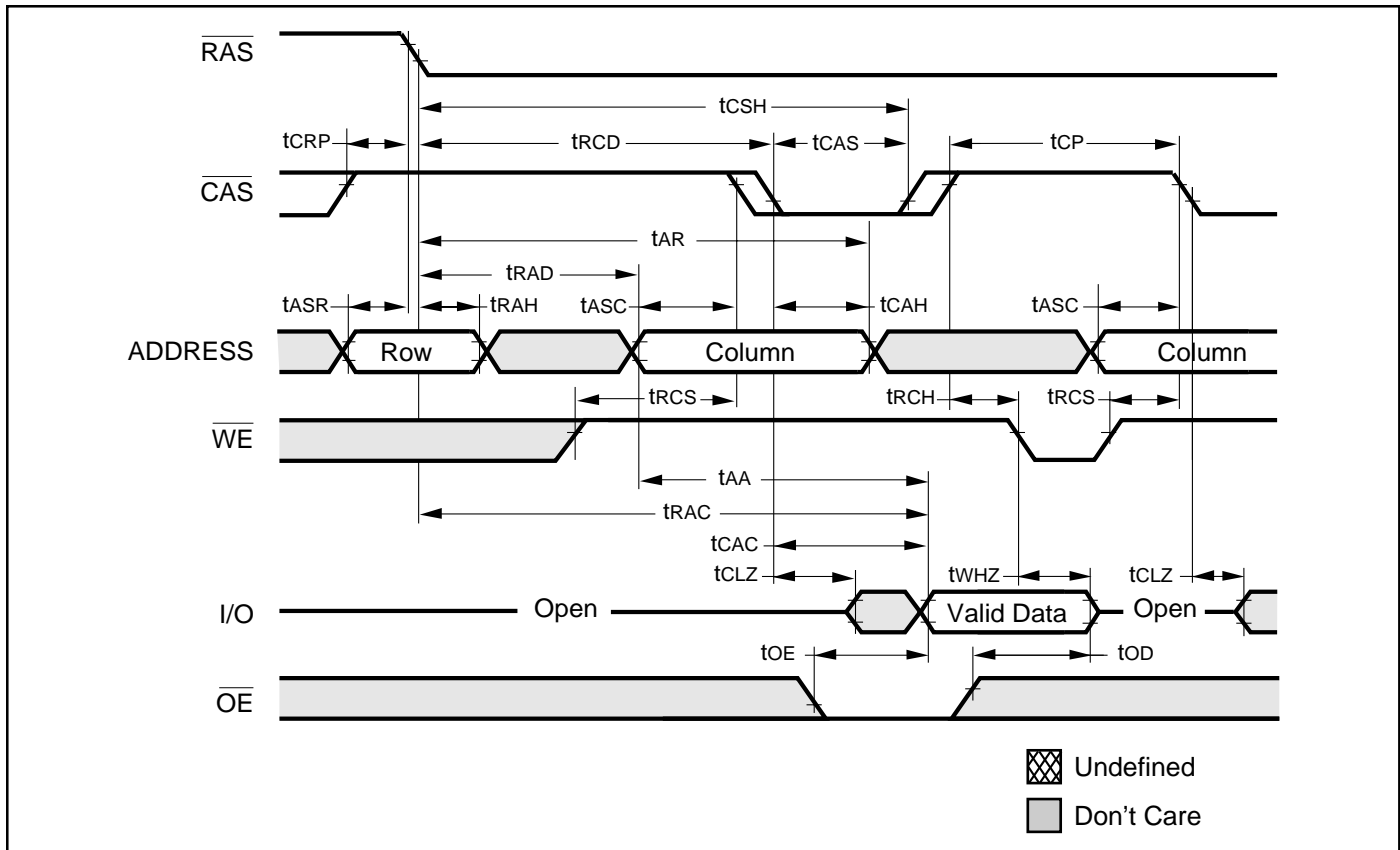 RAS
tCSH
tCRP
tRCD
tCAS
tCP
CAS
tAR
tRAD
tASR
tRAH
tASC
tCAH
tASC
ADDRESS
Row
Column
Column
tRCS
tRCH
tRCS
WE
tAA
tRAC
tCAC
tCLZ
tWHZ
tCLZ
I/O
Open
Valid Data
Open
tOE
tOD
OE
Undefined
Don't Care